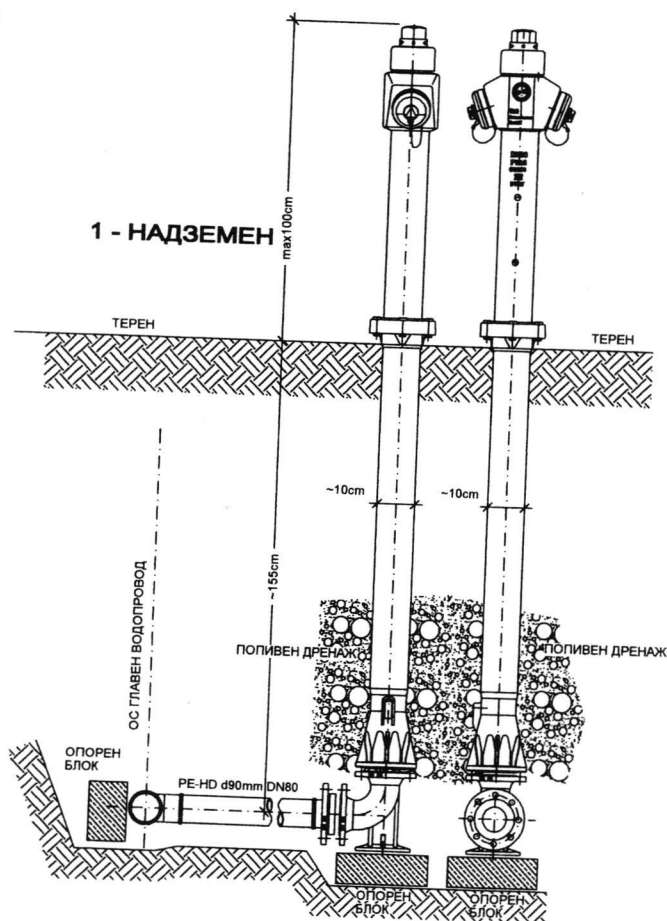 max100cm
1 - НАДЗЕМЕН
ТЕРЕН
ТЕРЕН
~10cm
~10cm
~155cm
ОС ГЛАВЕН ВОДОПРОВОД
ПОПИВЕН ДРЕНАЖ
ПОПИВЕН ДРЕНАЖ
ОПОРЕН
БЛОК
PE-HD d90mm DN80
ОПОРЕН
БЛОК
ОПОРЕН
БЛОК